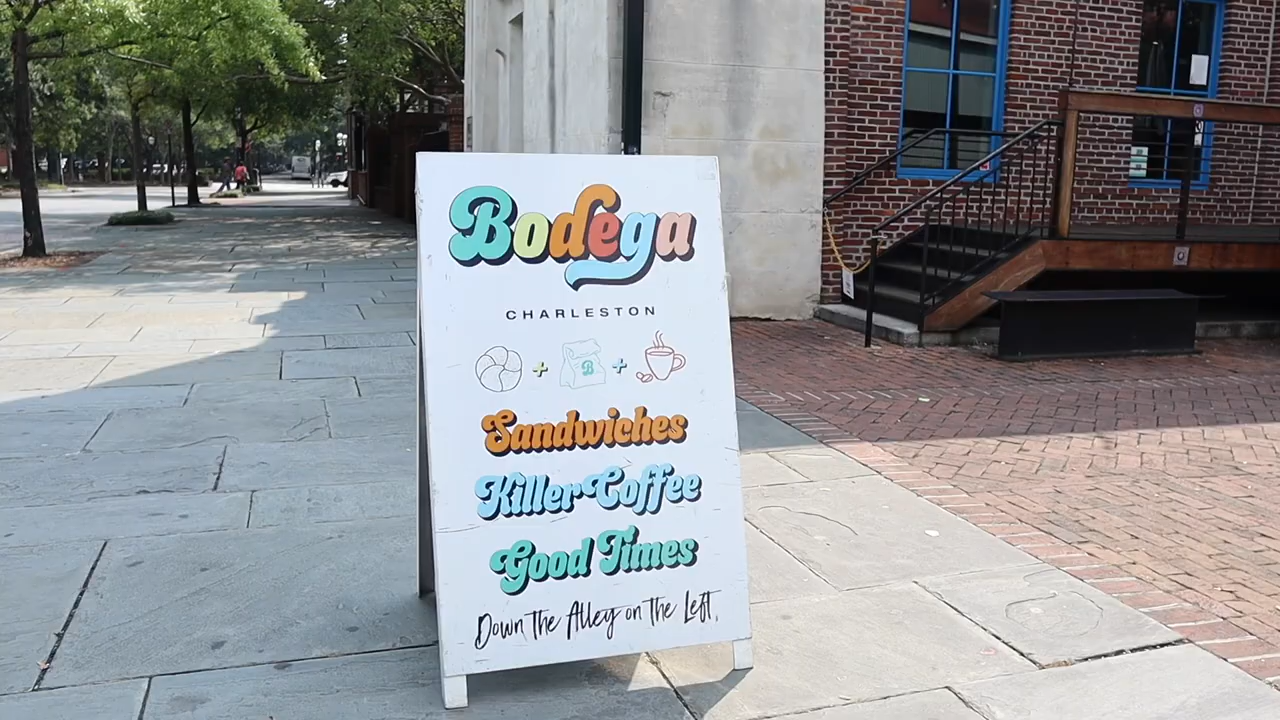 Bodega
CHARLESTON
+ B +
Sandwiches
Killer Coffee
Good Times
Down the Alley on the Left.